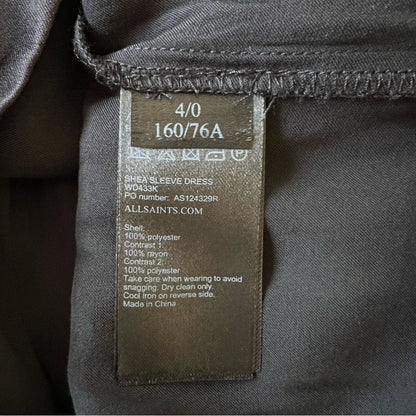 4/0
160/76A
SHEA SLEEVE DRESS
WD433K
PO number: AS124329R
ALLSAINTS.COM
Shell:
100% polyester
Contrast 1:
100% rayon
Contrast 2:
100% polyester
Take care when wearing to avoid
snagging. Dry clean only.
Cool iron on reverse side.
Made in China